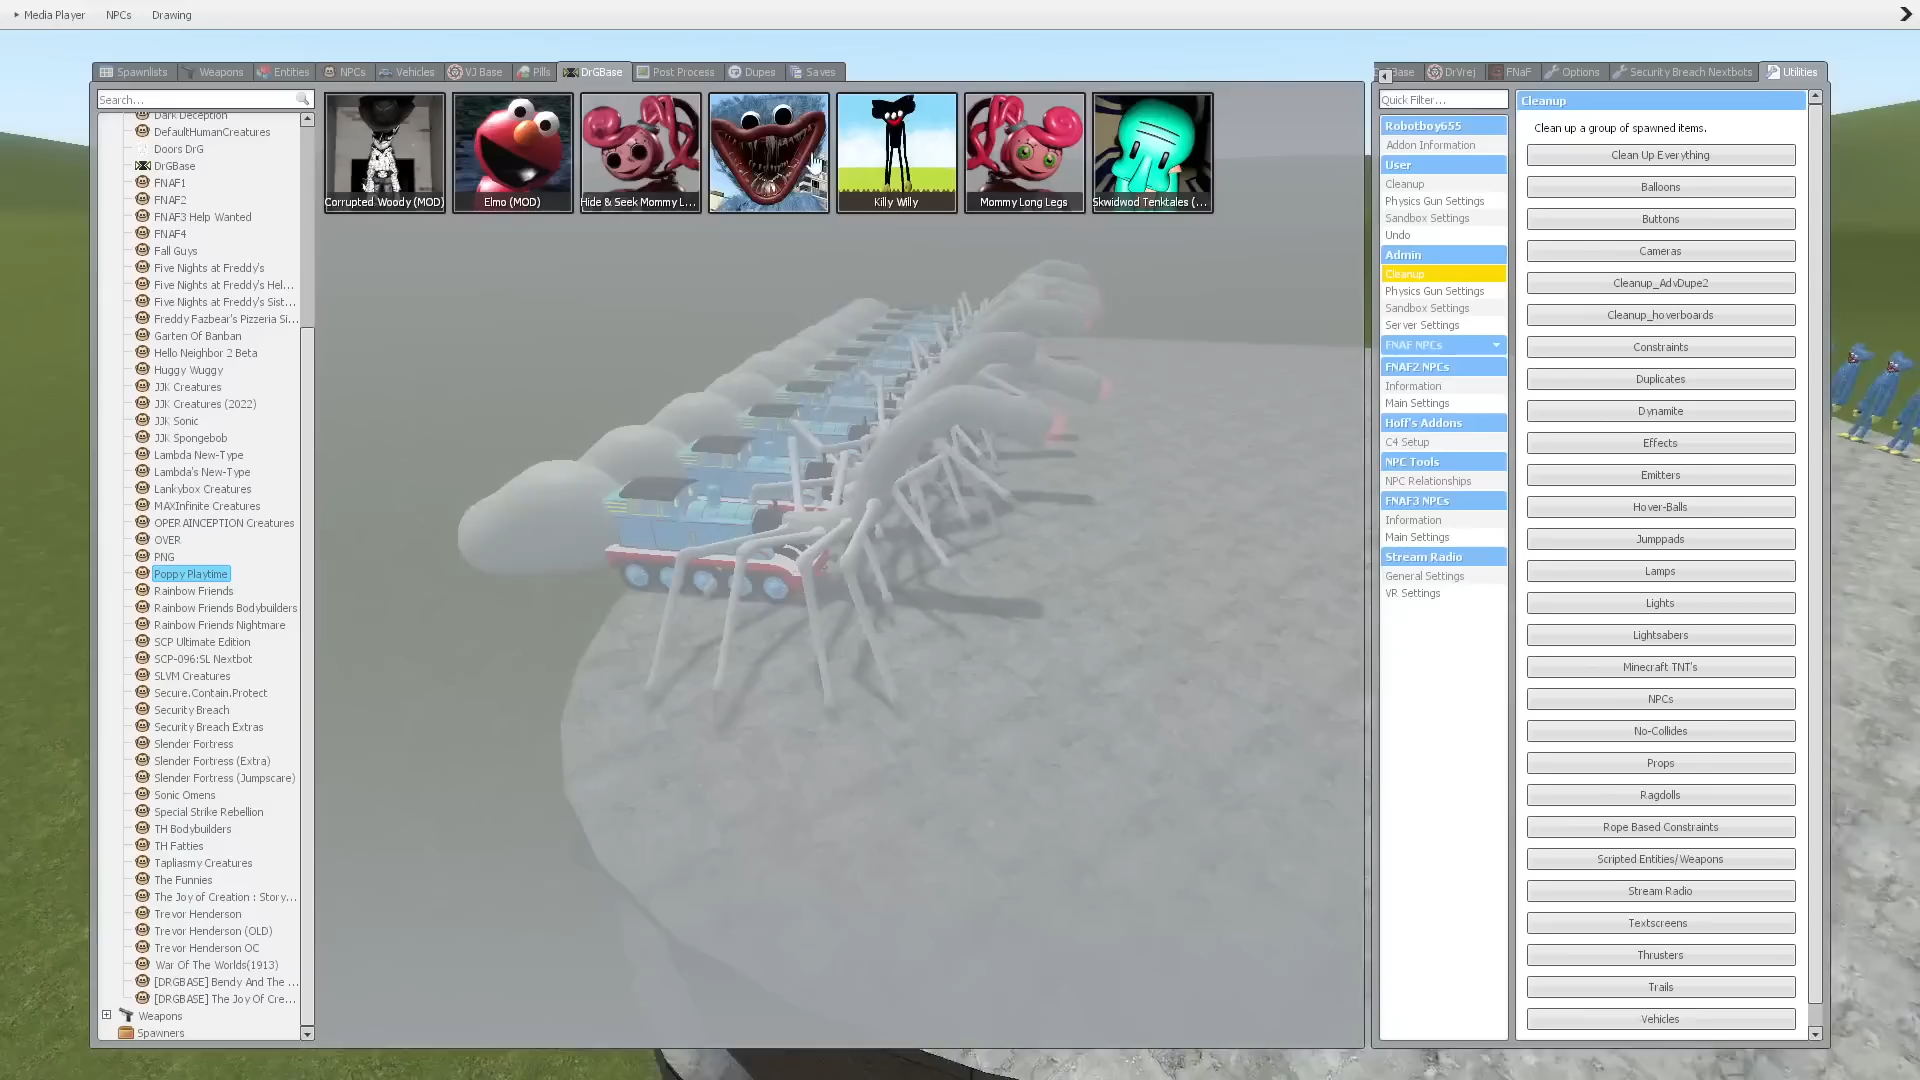 Media Player
NPCs
Drawing
Spawnlists
Weapons
Entities
NPCs
Vehicles
VJ Base
Pills
DrGBase
Post Process
Dupes
Saves
DrVrej
FNaF
Options
Security Breach Nextbots
Utilities
Search...
Dark Deception
DefaultHumanCreatures
Doors DrG
DrGBase
FNAF1
FNAF2
FNAF3 Help Wanted
FNAF4
Fall Guys
Five Nights at Freddy's
Five Nights at Freddy's Hel...
Five Nights at Freddy's Sist...
Freddy Fazbear's Pizzeria Si...
Garten Of Banban
Hello Neighbor 2 Beta
Huggy Wuggy
JJK Creatures
JJK Creatures (2022)
JJK Sonic
JJK Spongebob
Lambda New-Type
Lambda's New-Type
Lankybox Creatures
MAXInfinite Creatures
OPERAINCEPTION Creatures
OVER
PNG
Poppy Playtime
Rainbow Friends
Rainbow Friends Bodybuilders
Rainbow Friends Nightmare
SCP Ultimate Edition
SCP-096:SL Nextbot
SLVM Creatures
Secure.Contain.Protect
Security Breach
Security Breach Extras
Slender Fortress
Slender Fortress (Extra)
Slender Fortress (Jumpscare)
Sonic Omens
Special Strike Rebellion
TH Bodybuilders
TH Fatties
Tapliasmy Creatures
The Funnies
The Joy of Creation : Story...
Trevor Henderson
Trevor Henderson (OLD)
Trevor Henderson OC
War Of The Worlds(1913)
[DRGBASE] Bendy And The ...
[DRGBASE] The Joy Of Cre...
Weapons
Spawners
Corrupted Woody (MOD)
Elmo (MOD)
Hide & Seek Mommy L...
Killy Willy
Mommy Long Legs
Skwidwod Tenktales (...
Quick Filter...
Robotboy655
Addon Information
User
Cleanup
Physics Gun Settings
Sandbox Settings
Undo
Admin
Cleanup
Physics Gun Settings
Sandbox Settings
Server Settings
FNAF NPCs
FNAF2 NPCs
Information
Main Settings
Hoff's Addons
C4 Setup
NPC Tools
NPC Relationships
FNAF3 NPCs
Information
Main Settings
Stream Radio
General Settings
VR Settings
Cleanup
Clean up a group of spawned items.
Clean Up Everything
Balloons
Buttons
Cameras
Cleanup_AdvDupe2
Cleanup_hoverboards
Constraints
Duplicates
Dynamite
Effects
Emitters
Hover-Balls
Jumppads
Lamps
Lights
Lightsabers
Minecraft TNT's
NPCs
No-Collides
Props
Ragdolls
Rope Based Constraints
Scripted Entities/Weapons
Stream Radio
Textscreens
Thrusters
Trails
Vehicles